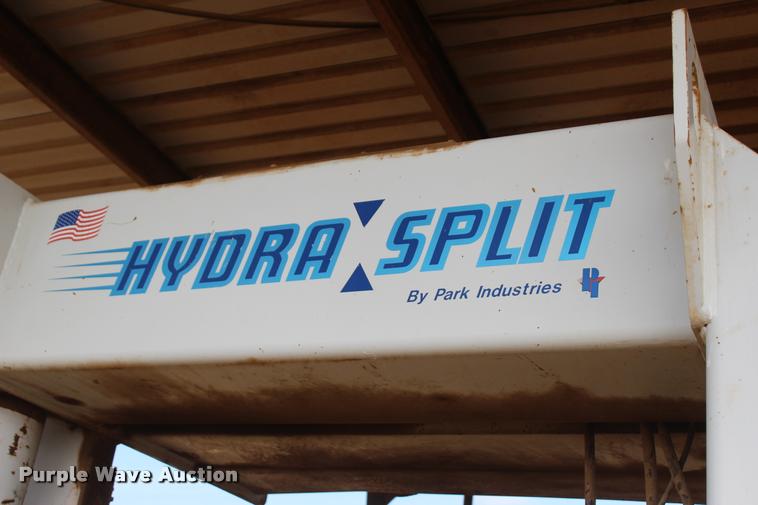 HYDRA SPLIT
By Park Industries
Purple Wave Auction